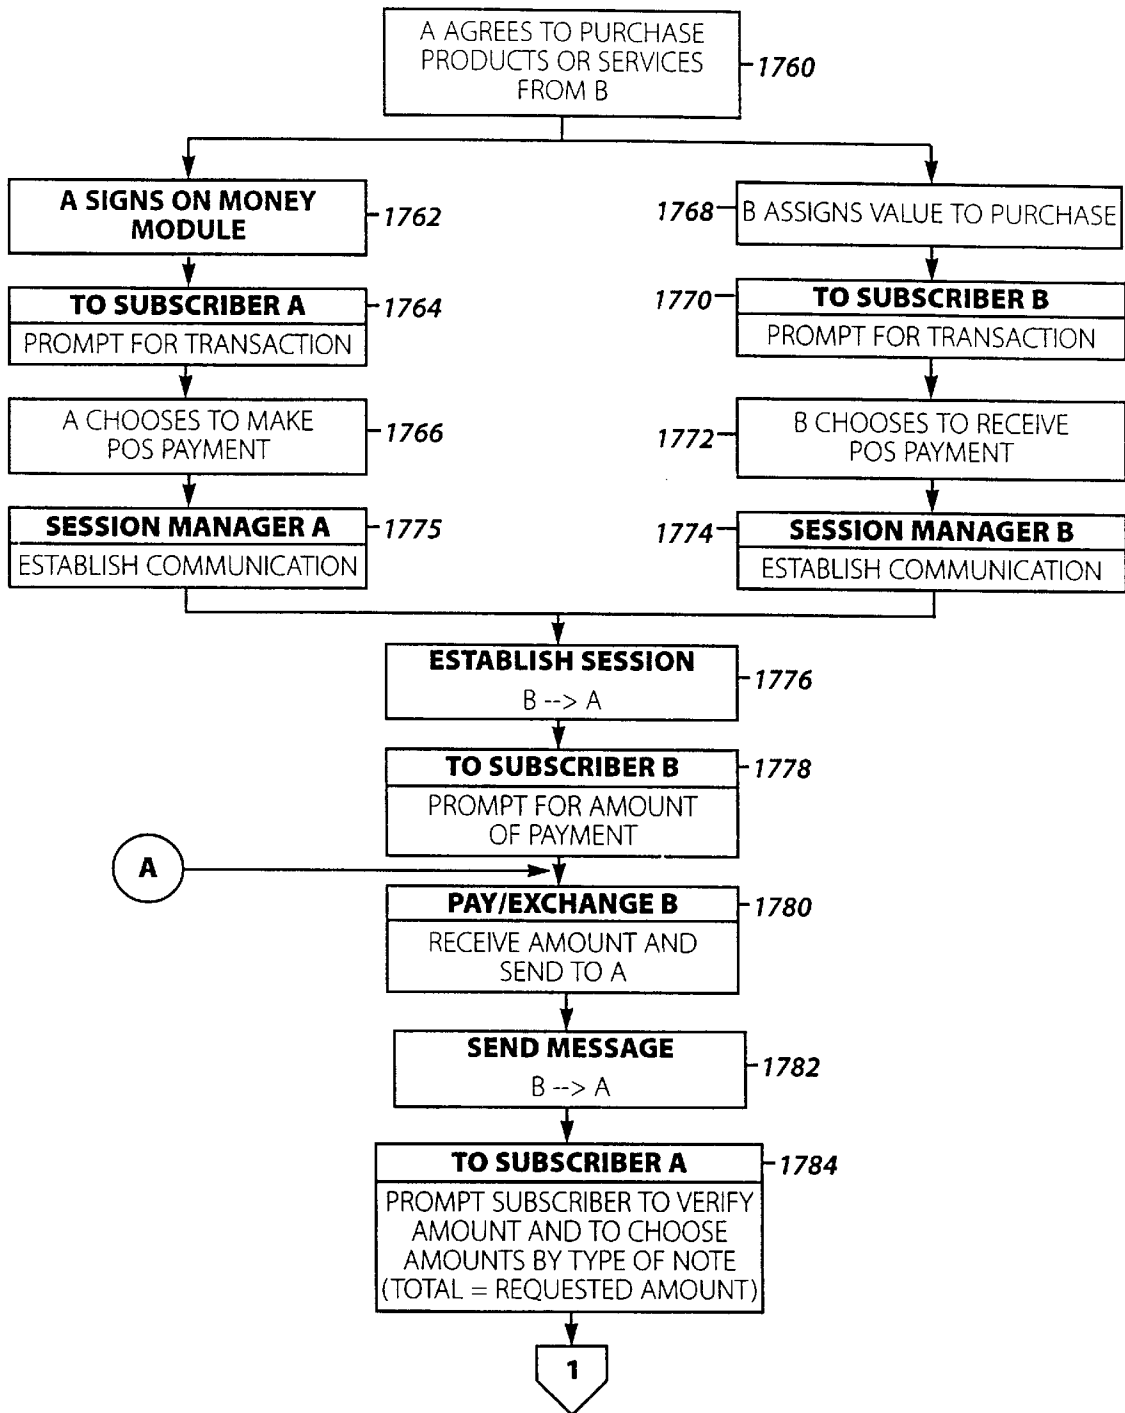 A AGREES TO PURCHASE
PRODUCTS OR SERVICES
FROM B
1760
A SIGNS ON MONEY
MODULE
1762
1768
B ASSIGNS VALUE TO PURCHASE
TO SUBSCRIBER A
1764
PROMPT FOR TRANSACTION
1770
TO SUBSCRIBER B
PROMPT FOR TRANSACTION
A CHOOSES TO MAKE
POS PAYMENT
1766
1772
B CHOOSES TO RECEIVE
POS PAYMENT
SESSION MANAGER A
1775
ESTABLISH COMMUNICATION
1774
SESSION MANAGER B
ESTABLISH COMMUNICATION
ESTABLISH SESSION
B --> A
1776
TO SUBSCRIBER B
1778
PROMPT FOR AMOUNT
OF PAYMENT
A
PAY/EXCHANGE B
1780
RECEIVE AMOUNT AND
SEND TO A
SEND MESSAGE
B --> A
1782
TO SUBSCRIBER A
1784
PROMPT SUBSCRIBER TO VERIFY
AMOUNT AND TO CHOOSE
AMOUNTS BY TYPE OF NOTE
(TOTAL = REQUESTED AMOUNT)
1